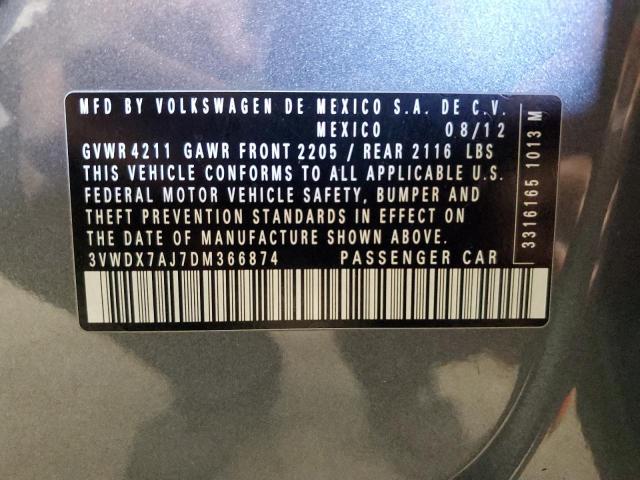 MFD BY VOLKSWAGEN DE MEXICO S.A. DE C.V.
MEXICO 08/12
GVWR 4211 GAWR FRONT 2205 / REAR 2116 LBS
THIS VEHICLE CONFORMS TO ALL APPLICABLE U.S.
FEDERAL MOTOR VEHICLE SAFETY, BUMPER AND
THEFT PREVENTION STANDARDS IN EFFECT ON
THE DATE OF MANUFACTURE SHOWN ABOVE.
3VWDX7AJ7DM366874 PASSENGER CAR
3316165 1013 M